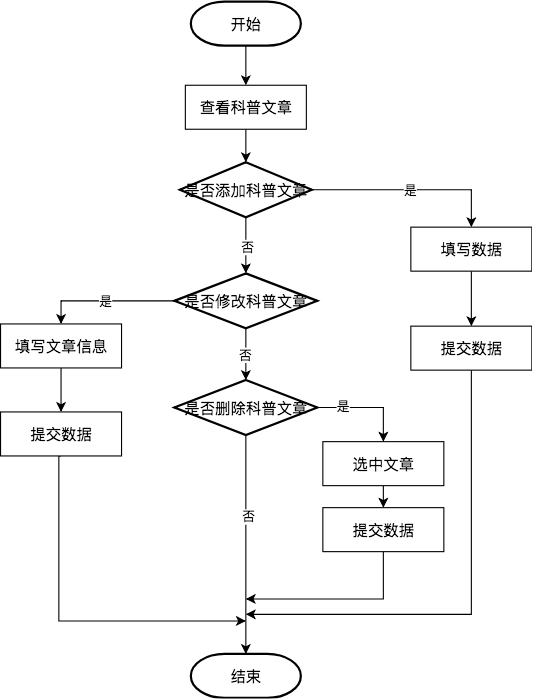 开始
查看科普文章
是否添加科普文章
是
填写数据
否
是否修改科普文章
是
填写文章信息
提交数据
提交数据
否
是否删除科普文章
是
选中文章
提交数据
否
结束